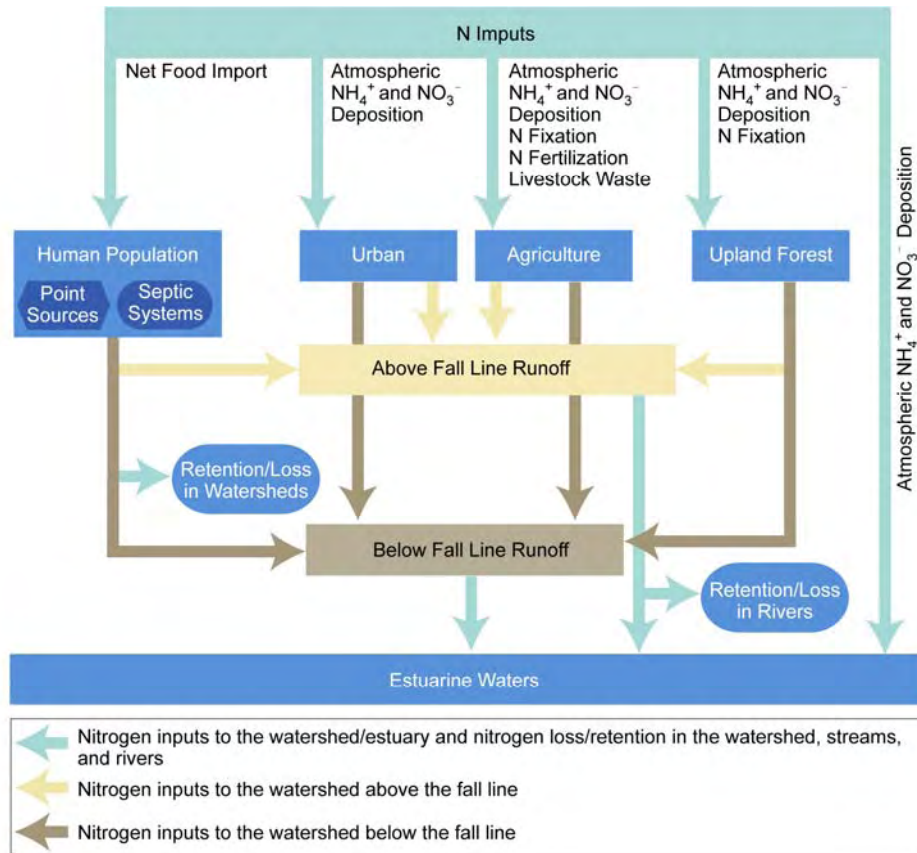 N Imputs
Net Food Import
Atmospheric
NH₄⁺ and NO₃⁻
Deposition
Atmospheric
NH₄⁺ and NO₃⁻
Deposition
N Fixation
N Fertilization
Livestock Waste
Atmospheric
NH₄⁺ and NO₃⁻
Deposition
N Fixation
Atmospheric NH₄⁺ and NO₃⁻ Deposition
Human Population
Point
Sources
Septic
Systems
Urban
Agriculture
Upland Forest
Above Fall Line Runoff
Retention/Loss
in Watersheds
Below Fall Line Runoff
Retention/Loss
in Rivers
Estuarine Waters
Nitrogen inputs to the watershed/estuary and nitrogen loss/retention in the watershed, streams,
and rivers
Nitrogen inputs to the watershed above the fall line
Nitrogen inputs to the watershed below the fall line